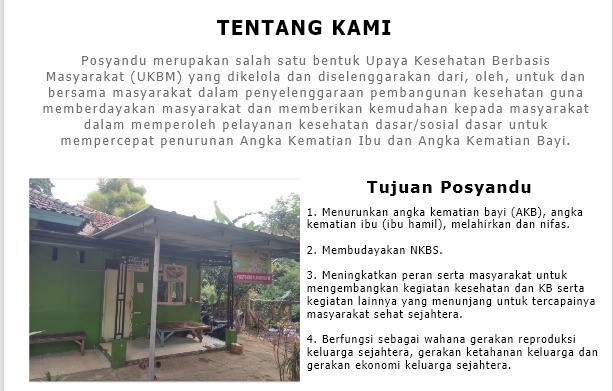 TENTANG KAMI
Posyandu merupakan salah satu bentuk Upaya Kesehatan Berbasis
Masyarakat (UKBM) yang dikelola dan diselenggarakan dari, oleh, untuk dan
bersama masyarakat dalam penyelenggaraan pembangunan kesehatan guna
memberdayakan masyarakat dan memberikan kemudahan kepada masyarakat
dalam memperoleh pelayanan kesehatan dasar/sosial dasar untuk
mempercepat penurunan Angka Kematian Ibu dan Angka Kematian Bayi.
Tujuan Posyandu
1. Menurunkan angka kematian bayi (AKB), angka
kematian ibu (ibu hamil), melahirkan dan nifas.
2. Membudayakan NKBS.
3. Meningkatkan peran serta masyarakat untuk
mengembangkan kegiatan kesehatan dan KB serta
kegiatan lainnya yang menunjang untuk tercapainya
masyarakat sehat sejahtera.
4. Berfungsi sebagai wahana gerakan reproduksi
keluarga sejahtera, gerakan ketahanan keluarga dan
gerakan ekonomi keluarga sejahtera.